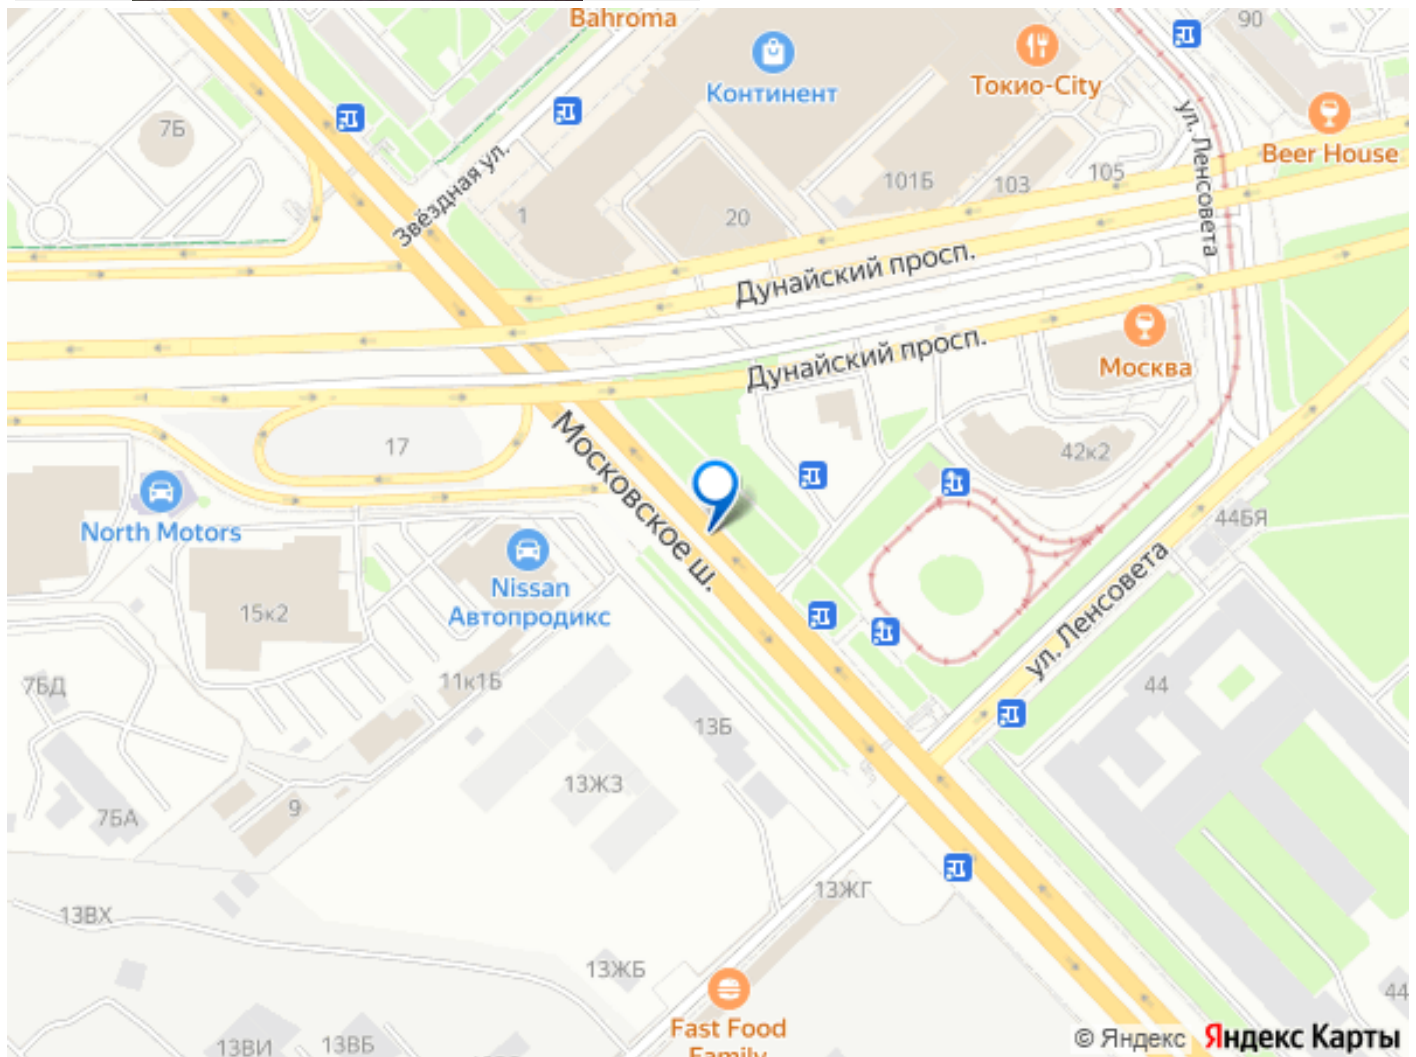 Bahroma
90
Континент
Токио-City
7Б
ул. Ленсовета
Beer House
Звёздная ул.
101Б
103
105
1
20
Дунайский просп.
Дунайский просп.
Москва
Московское ш.
17
42к2
North Motors
44БЯ
Nissan
Автопродикс
15к2
ул. Ленсовета
7БД
11к1Б
44
13Б
13ЖЗ
9
7БА
13ЖГ
13ВХ
13ЖБ
44
Fast Food
Family
13ВИ
13ВБ
© Яндекс Яндекс Карты